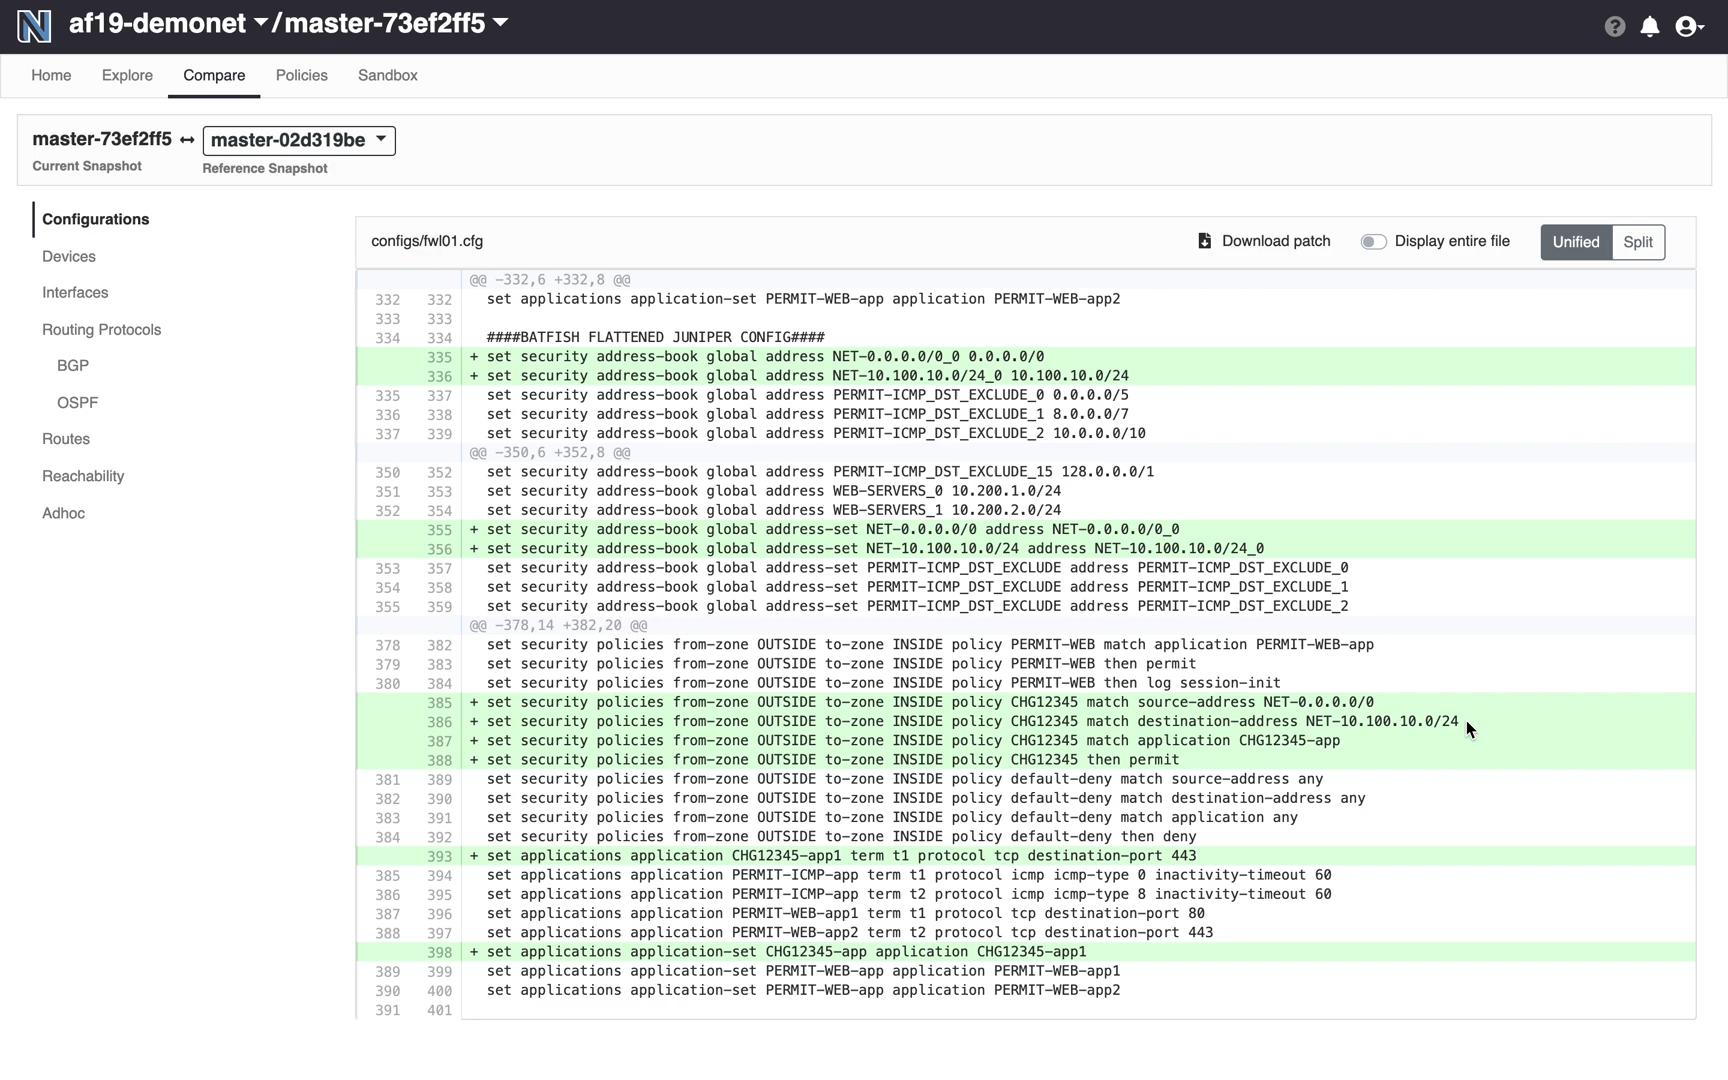 N af19-demonet /master-73ef2ff5 ?
Home Explore Compare Policies Sandbox
master-73ef2ff5 ↔ master-02d319be
Current Snapshot Reference Snapshot
Configurations
Devices
Interfaces
Routing Protocols
BGP
OSPF
Routes
Reachability
Adhoc
configs/fwl01.cfg Download patch Display entire file Unified Split
@@ -332,6 +332,8 @@
332 332 set applications application-set PERMIT-WEB-app application PERMIT-WEB-app2
333 333
334 334 ####BATFISH FLATTENED JUNIPER CONFIG####
335 + set security address-book global address NET-0.0.0.0/0_0 0.0.0.0/0
336 + set security address-book global address NET-10.100.10.0/24_0 10.100.10.0/24
335 337 set security address-book global address PERMIT-ICMP_DST_EXCLUDE_0 0.0.0.0/5
336 338 set security address-book global address PERMIT-ICMP_DST_EXCLUDE_1 8.0.0.0/7
337 339 set security address-book global address PERMIT-ICMP_DST_EXCLUDE_2 10.0.0.0/10
@@ -350,6 +352,8 @@
350 352 set security address-book global address PERMIT-ICMP_DST_EXCLUDE_15 128.0.0.0/1
351 353 set security address-book global address WEB-SERVERS_0 10.200.1.0/24
352 354 set security address-book global address WEB-SERVERS_1 10.200.2.0/24
355 + set security address-book global address-set NET-0.0.0.0/0 address NET-0.0.0.0/0_0
356 + set security address-book global address-set NET-10.100.10.0/24 address NET-10.100.10.0/24_0
353 357 set security address-book global address-set PERMIT-ICMP_DST_EXCLUDE address PERMIT-ICMP_DST_EXCLUDE_0
354 358 set security address-book global address-set PERMIT-ICMP_DST_EXCLUDE address PERMIT-ICMP_DST_EXCLUDE_1
355 359 set security address-book global address-set PERMIT-ICMP_DST_EXCLUDE address PERMIT-ICMP_DST_EXCLUDE_2
@@ -378,14 +382,20 @@
378 382 set security policies from-zone OUTSIDE to-zone INSIDE policy PERMIT-WEB match application PERMIT-WEB-app
379 383 set security policies from-zone OUTSIDE to-zone INSIDE policy PERMIT-WEB then permit
380 384 set security policies from-zone OUTSIDE to-zone INSIDE policy PERMIT-WEB then log session-init
385 + set security policies from-zone OUTSIDE to-zone INSIDE policy CHG12345 match source-address NET-0.0.0.0/0
386 + set security policies from-zone OUTSIDE to-zone INSIDE policy CHG12345 match destination-address NET-10.100.10.0/24
387 + set security policies from-zone OUTSIDE to-zone INSIDE policy CHG12345 match application CHG12345-app
388 + set security policies from-zone OUTSIDE to-zone INSIDE policy CHG12345 then permit
381 389 set security policies from-zone OUTSIDE to-zone INSIDE policy default-deny match source-address any
382 390 set security policies from-zone OUTSIDE to-zone INSIDE policy default-deny match destination-address any
383 391 set security policies from-zone OUTSIDE to-zone INSIDE policy default-deny match application any
384 392 set security policies from-zone OUTSIDE to-zone INSIDE policy default-deny then deny
393 + set applications application CHG12345-app1 term t1 protocol tcp destination-port 443
385 394 set applications application PERMIT-ICMP-app term t1 protocol icmp icmp-type 0 inactivity-timeout 60
386 395 set applications application PERMIT-ICMP-app term t2 protocol icmp icmp-type 8 inactivity-timeout 60
387 396 set applications application PERMIT-WEB-app1 term t1 protocol tcp destination-port 80
388 397 set applications application PERMIT-WEB-app2 term t2 protocol tcp destination-port 443
398 + set applications application-set CHG12345-app application CHG12345-app1
389 399 set applications application-set PERMIT-WEB-app application PERMIT-WEB-app1
390 400 set applications application-set PERMIT-WEB-app application PERMIT-WEB-app2
391 401